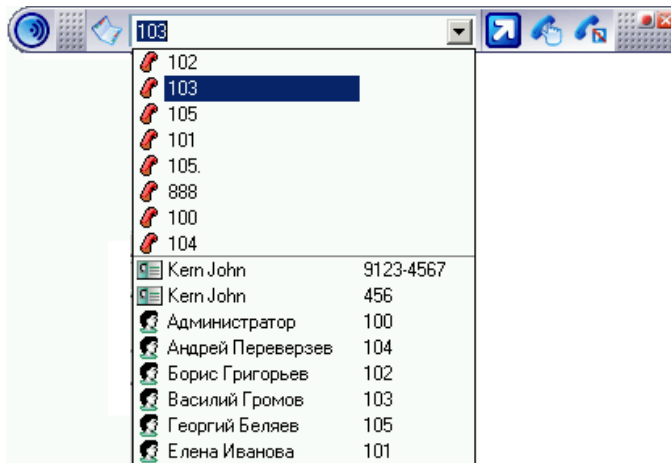 103
102
103
105
101
105.
888
100
104
Kern John 9123-4567
Kern John 456
Администратор 100
Андрей Переверзев 104
Борис Григорьев 102
Василий Громов 103
Георгий Беляев 105
Елена Иванова 101